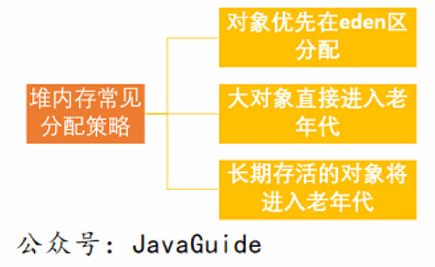 堆内存常见
分配策略
对象优先在eden区
分配
大对象直接进入老
年代
长期存活的对象将
进入老年代
公众号：JavaGuide